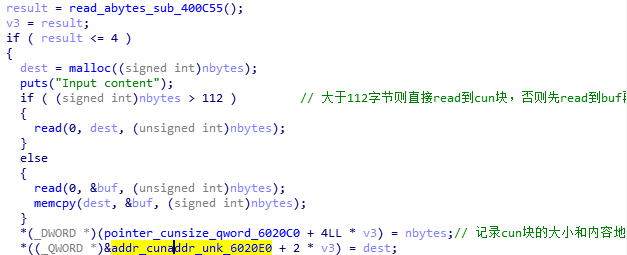 result = read_abytes_sub_400C55();
v3 = result;
if ( result <= 4 )
{
dest = malloc((signed int)nbytes);
puts("Input content");
if ( (signed int)nbytes > 112 ) // 大于112字节则直接read到cun块，否则先read到buf再
{
read(0, dest, (unsigned int)nbytes);
}
else
{
read(0, &buf, (unsigned int)nbytes);
memcpy(dest, &buf, (signed int)nbytes);
}
*(_DWORD *)(pointer_cunsize_qword_6020C0 + 4LL * v3) = nbytes;// 记录cun块的大小和内容地
*((_QWORD *)&addr_cunaddr_unk_6020E0 + 2 * v3) = dest;